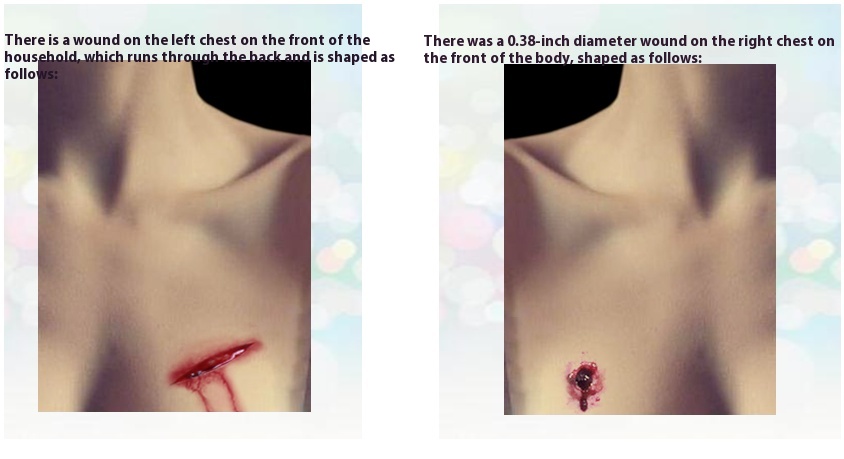 There is a wound on the left chest on the front of the
household, which runs through the back and is shaped as
follows:
There was a 0.38-inch diameter wound on the right chest on
the front of the body, shaped as follows: